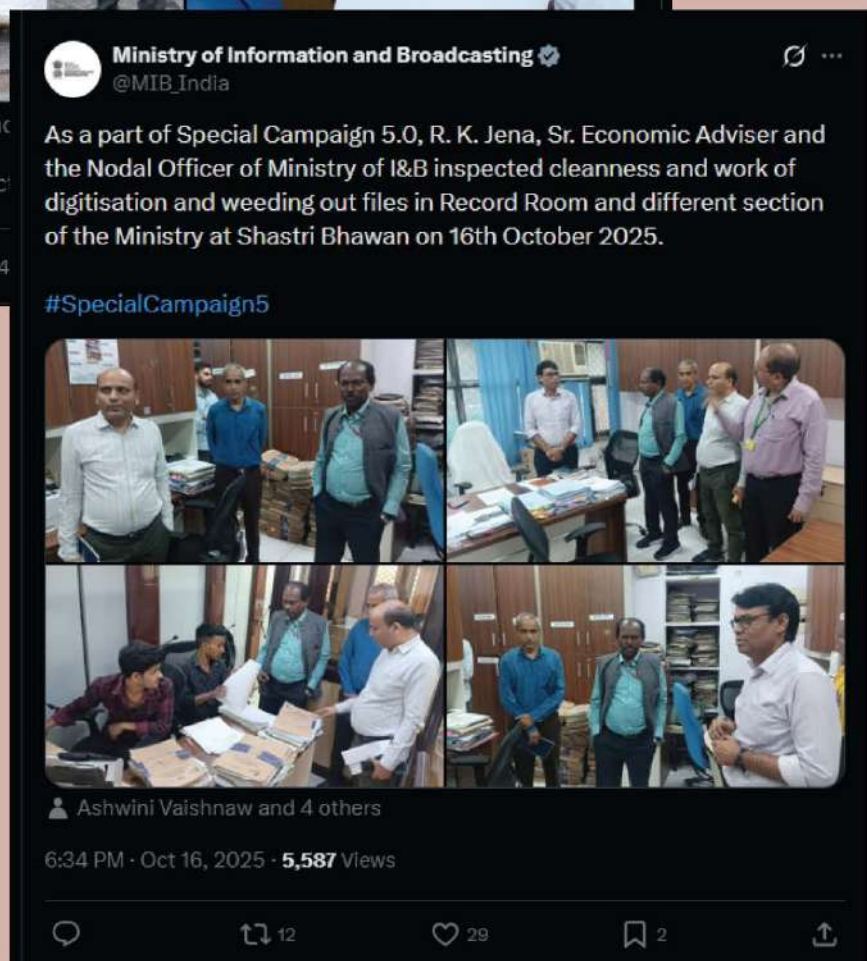 Ministry of Information and Broadcasting
@MIB_India
As a part of Special Campaign 5.0, R. K. Jena, Sr. Economic Adviser and
the Nodal Officer of Ministry of I&B inspected cleanness and work of
digitisation and weeding out files in Record Room and different section
of the Ministry at Shastri Bhawan on 16th October 2025.
#SpecialCampaign5
Ashwini Vaishnaw and 4 others
6:34 PM · Oct 16, 2025 · 5,587 Views
12 29 2